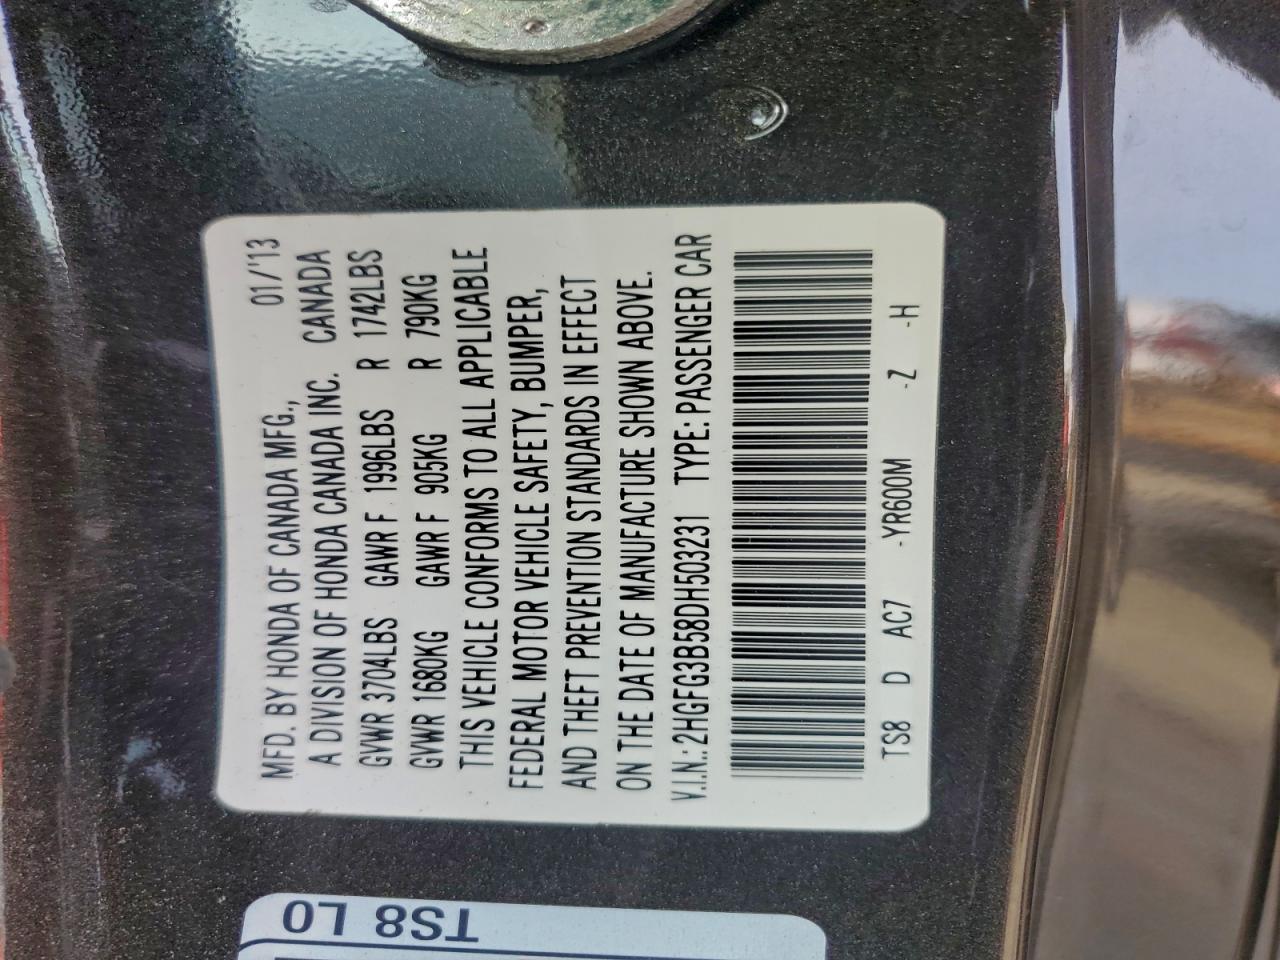 MFD. BY HONDA OF CANADA MFG., 01/'13
A DIVISION OF HONDA CANADA INC. CANADA
GVWR 3704LBS GAWR F 1996LBS R 1742LBS
GVWR 1680KG GAWR F 905KG R 790KG
THIS VEHICLE CONFORMS TO ALL APPLICABLE
FEDERAL MOTOR VEHICLE SAFETY, BUMPER,
AND THEFT PREVENTION STANDARDS IN EFFECT
ON THE DATE OF MANUFACTURE SHOWN ABOVE.
V.I.N.: 2HGFG3B58DH503231 TYPE: PASSENGER CAR
TS8 D AC7 -YR600M -Z -H
TS8 L0